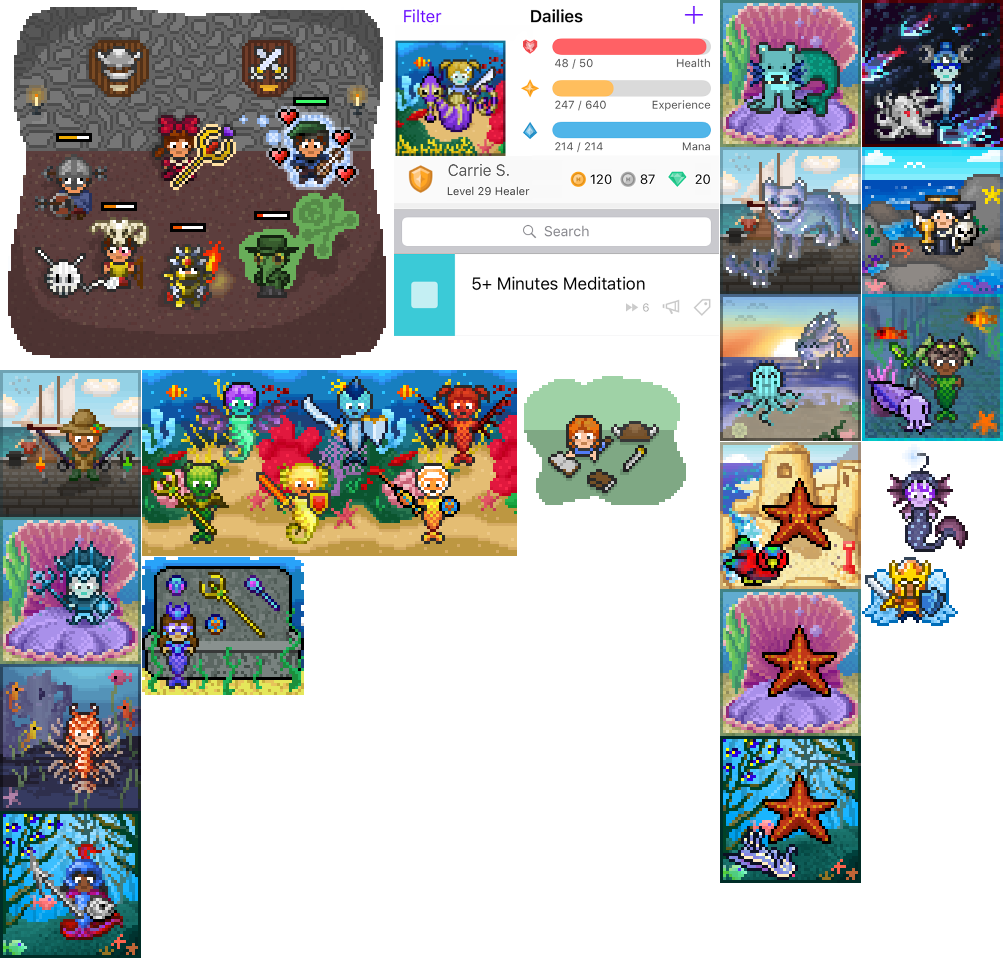 Filter Dailies +
48 / 50 Health
247 / 640 Experience
214 / 214 Mana
Carrie S.
Level 29 Healer
120 87 20
Search
5+ Minutes Meditation
6